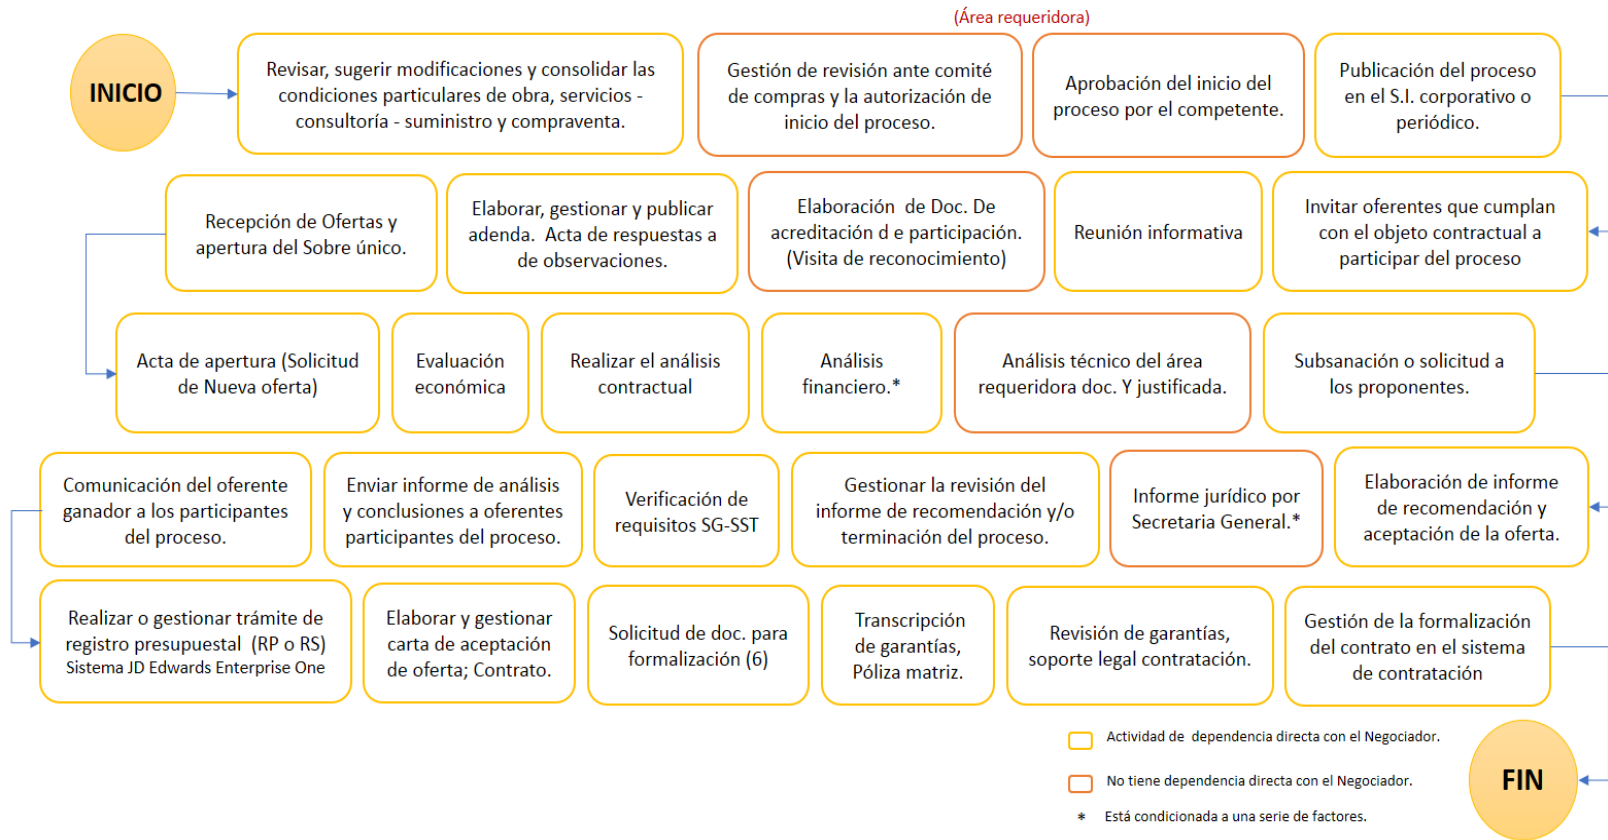 (Área requeridora)
INICIO
Revisar, sugerir modificaciones y consolidar las
condiciones particulares de obra, servicios -
consultoría - suministro y compraventa.
Gestión de revisión ante comité
de compras y la autorización de
inicio del proceso.
Aprobación del inicio del
proceso por el competente.
Publicación del proceso
en el S.I. corporativo o
periódico.
Invitar oferentes que cumplan
con el objeto contractual a
participar del proceso
Reunión informativa
Elaboración de Doc. De
acreditación d e participación.
(Visita de reconocimiento)
Elaborar, gestionar y publicar
adenda. Acta de respuestas a
de observaciones.
Recepción de Ofertas y
apertura del Sobre único.
Acta de apertura (Solicitud
de Nueva oferta)
Evaluación
económica
Realizar el análisis
contractual
Análisis
financiero.*
Análisis técnico del área
requeridora doc. Y justificada.
Subsanación o solicitud a
los proponentes.
Elaboración de informe
de recomendación y
aceptación de la oferta.
Informe jurídico por
Secretaria General.*
Gestionar la revisión del
informe de recomendación y/o
terminación del proceso.
Verificación de
requisitos SG-SST
Enviar informe de análisis
y conclusiones a oferentes
participantes del proceso.
Comunicación del oferente
ganador a los participantes
del proceso.
Realizar o gestionar trámite de
registro presupuestal (RP o RS)
Sistema JD Edwards Enterprise One
Elaborar y gestionar
carta de aceptación
de oferta; Contrato.
Solicitud de doc. para
formalización (6)
Transcripción
de garantías,
Póliza matriz.
Revisión de garantías,
soporte legal contratación.
Gestión de la formalización
del contrato en el sistema
de contratación
FIN
Actividad de dependencia directa con el Negociador.
No tiene dependencia directa con el Negociador.
* Está condicionada a una serie de factores.